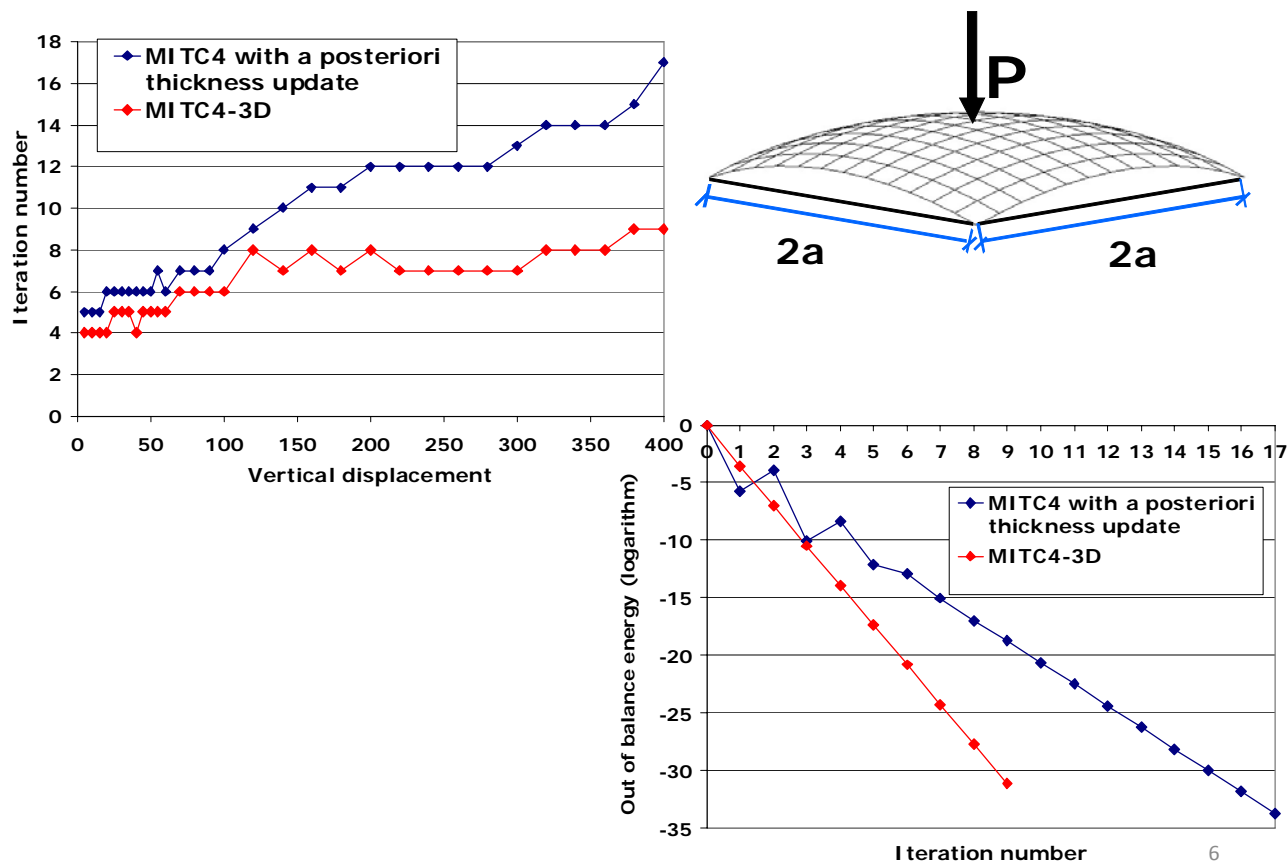 18
16
14
12
10
8
6
4
2
0
Iteration number
MITC4 with a posteriori
thickness update
MITC4-3D
0 50 100 150 200 250 300 350 400
Vertical displacement
P
2a 2a
0
-5
-10
-15
-20
-25
-30
-35
Out of balance energy (logarithm)
0 1 2 3 4 5 6 7 8 9 10 11 12 13 14 15 16 17
MITC4 with a posteriori
thickness update
MITC4-3D
Iteration number
6